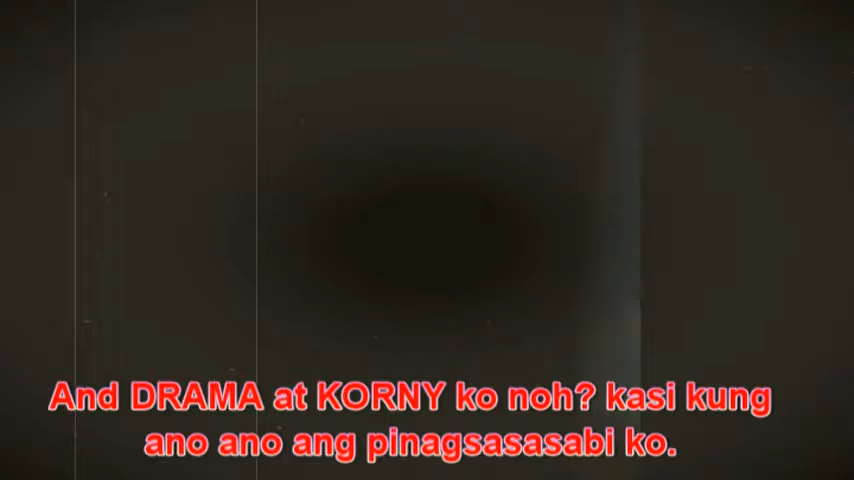 And DRAMA at KORNY ko noh? kasi kung
ano ano ang pinagsasasabi ko.